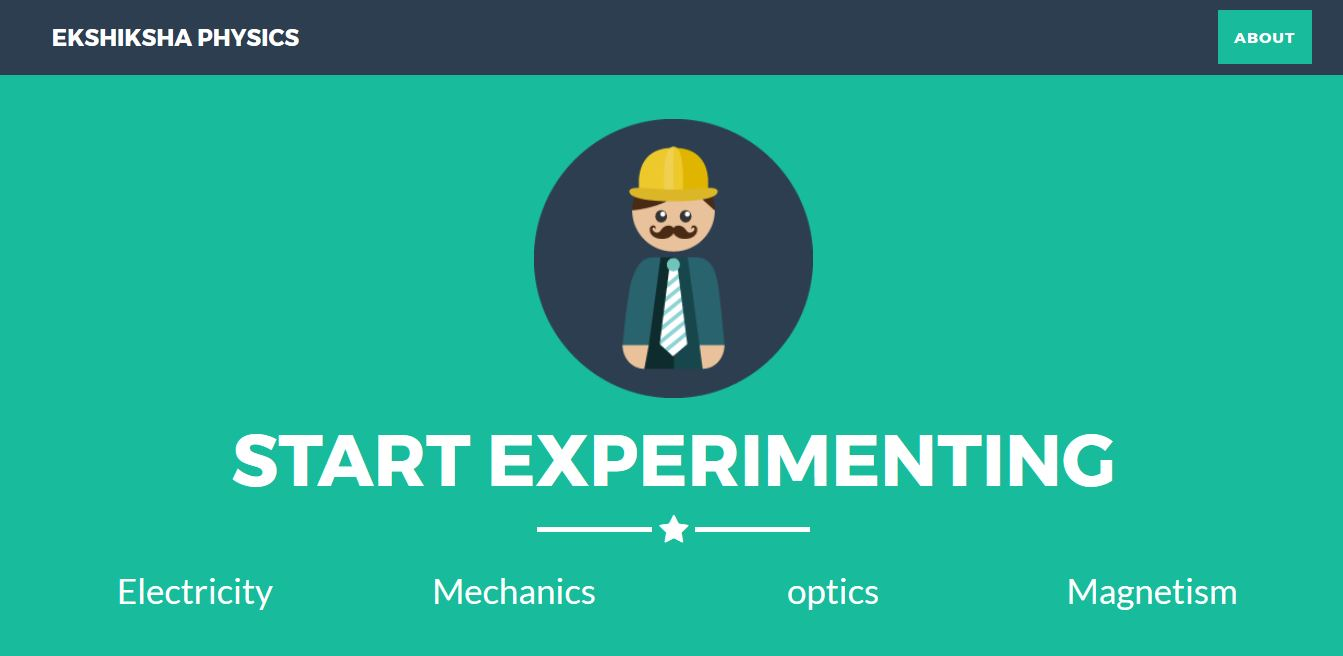 EKSHIKSHA PHYSICS
ABOUT
START EXPERIMENTING
Electricity Mechanics optics Magnetism